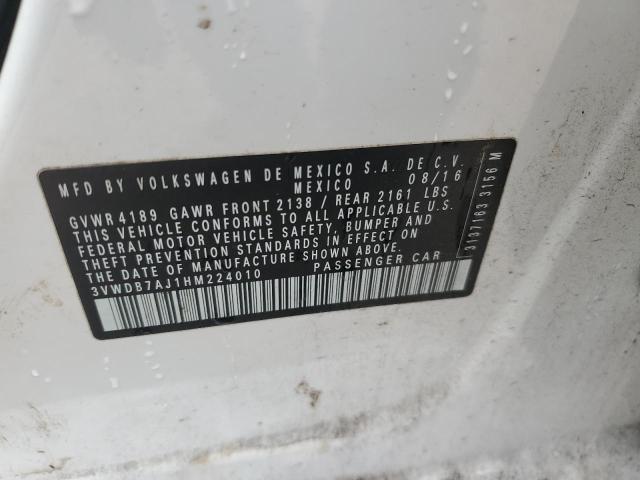 MFD BY VOLKSWAGEN DE MEXICO S.A. DE C.V.
MEXICO 08/16
GVWR 4189 GAWR FRONT 2138 / REAR 2161 LBS
THIS VEHICLE CONFORMS TO ALL APPLICABLE U.S.
FEDERAL MOTOR VEHICLE SAFETY, BUMPER AND
THEFT PREVENTION STANDARDS IN EFFECT ON
THE DATE OF MANUFACTURE SHOWN ABOVE.
3VWDB7AJ1HM224010 PASSENGER CAR
3137163 3156 M